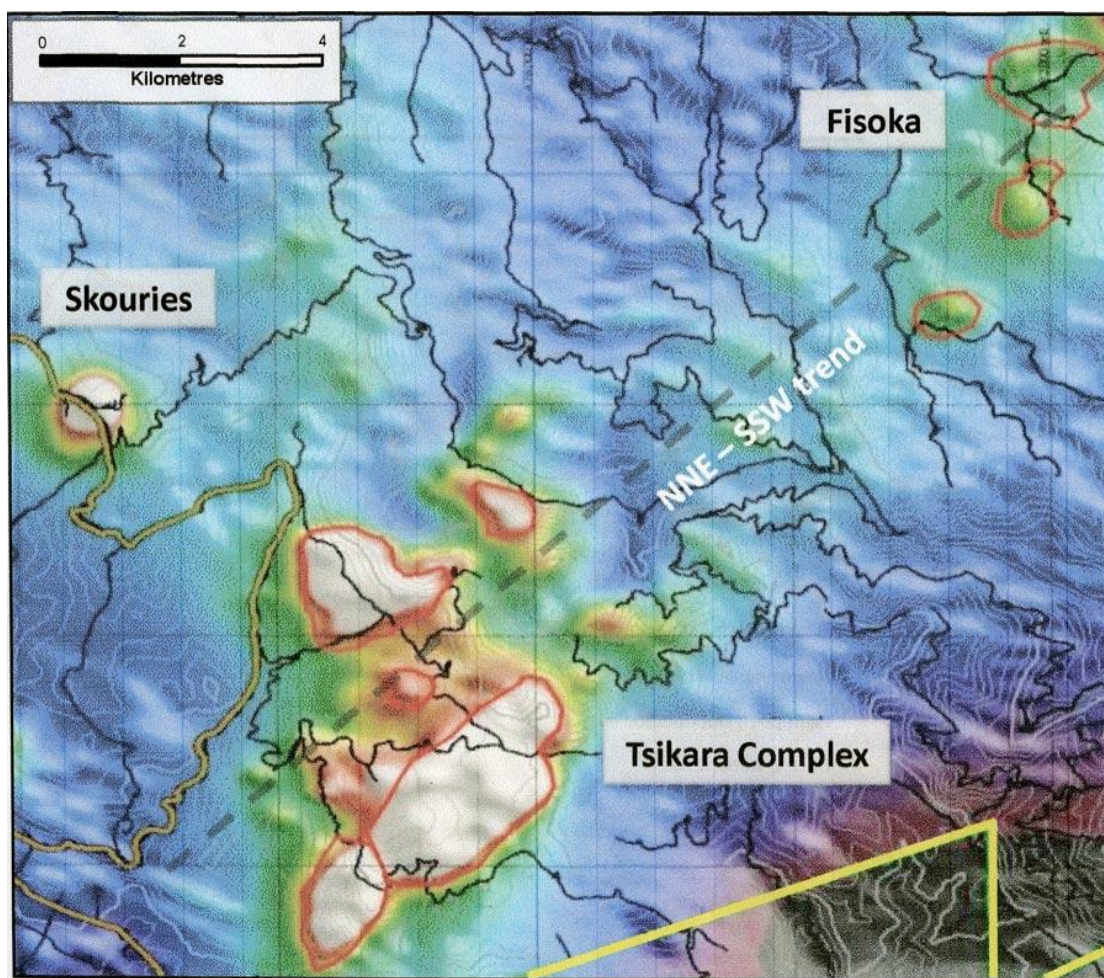 0 2 4
Kilometres
Fisoka
Skouries
NNE – SSW trend
Tsikara Complex